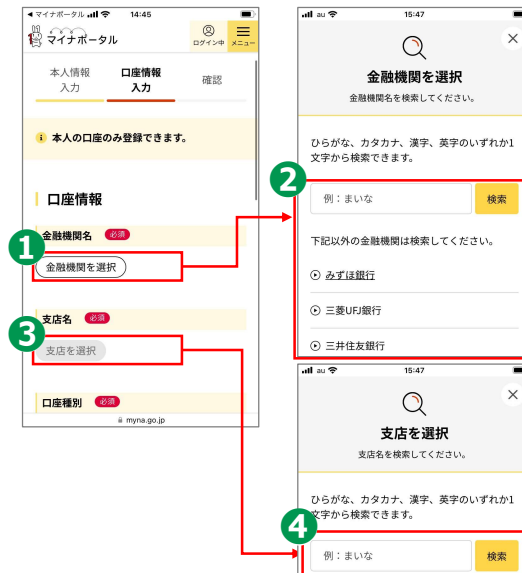 マイナポータル 14:45
マイナポータル
ログイン中 メニュー
本人情報
入力
口座情報
入力
確認
i 本人の口座のみ登録できます。
口座情報
1
金融機関名 必須
金融機関を選択
支店名 必須
3
支店を選択
口座種別 必須
myna.go.jp
au 15:47
金融機関を選択
金融機関名を検索してください。
ひらがな、カタカナ、漢字、英字のいずれか1
文字から検索できます。
2
例：まいな 検索
下記以外の金融機関は検索してください。
みずほ銀行
三菱UFJ銀行
三井住友銀行
au 15:47
支店を選択
支店名を検索してください。
ひらがな、カタカナ、漢字、英字のいずれか1
文字から検索できます。
4
例：まいな 検索